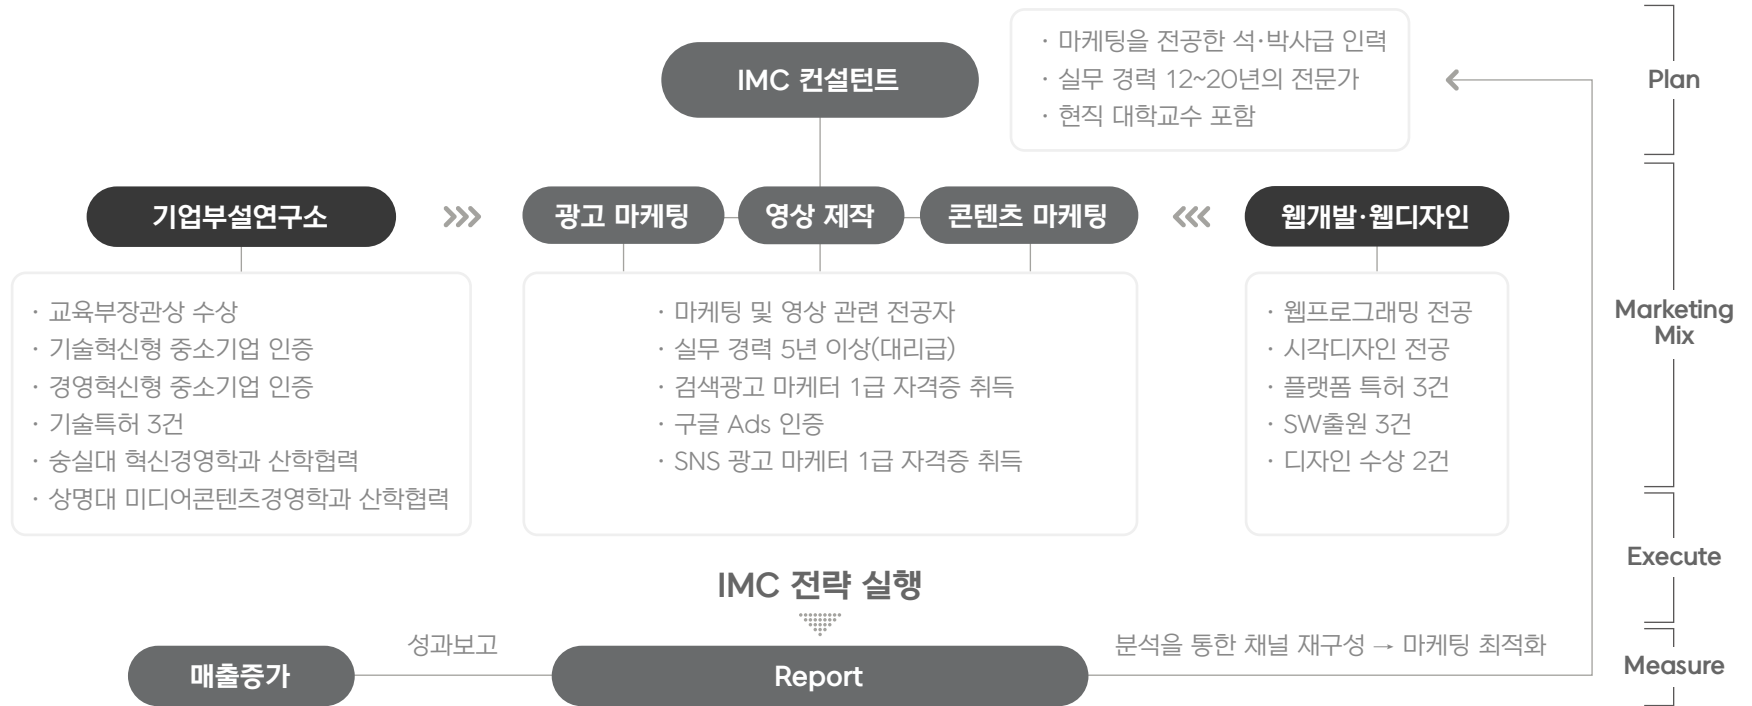 IMC 컨설턴트
· 마케팅을 전공한 석·박사급 인력
· 실무 경력 12~20년의 전문가
· 현직 대학교수 포함
Plan
기업부설연구소
광고 마케팅
영상 제작
콘텐츠 마케팅
웹개발·웹디자인
· 교육부장관상 수상
· 기술혁신형 중소기업 인증
· 경영혁신형 중소기업 인증
· 기술특허 3건
· 숭실대 혁신경영학과 산학협력
· 상명대 미디어콘텐츠경영학과 산학협력
· 마케팅 및 영상 관련 전공자
· 실무 경력 5년 이상(대리급)
· 검색광고 마케터 1급 자격증 취득
· 구글 Ads 인증
· SNS 광고 마케터 1급 자격증 취득
· 웹프로그래밍 전공
· 시각디자인 전공
· 플랫폼 특허 3건
· SW출원 3건
· 디자인 수상 2건
Marketing
Mix
IMC 전략 실행
Execute
매출증가
성과보고
Report
분석을 통한 채널 재구성 → 마케팅 최적화
Measure